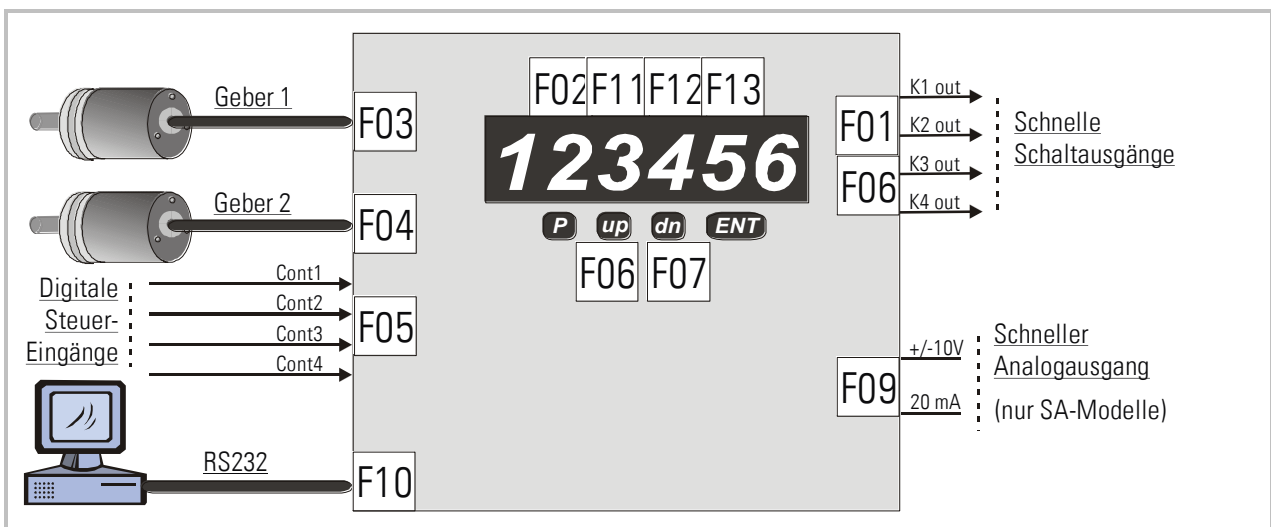 Geber 1
F03
Geber 2
F04
Digitale
Steuer-
Eingänge
Cont1
Cont2
Cont3
Cont4
F05
RS232
F10
F02 F11 F12 F13
123456
P up dn ENT
F06 F07
F01
F06
K1 out
K2 out
K3 out
K4 out
Schnelle
Schaltausgänge
F09
+/-10V
20 mA
Schneller
Analogausgang
(nur SA-Modelle)